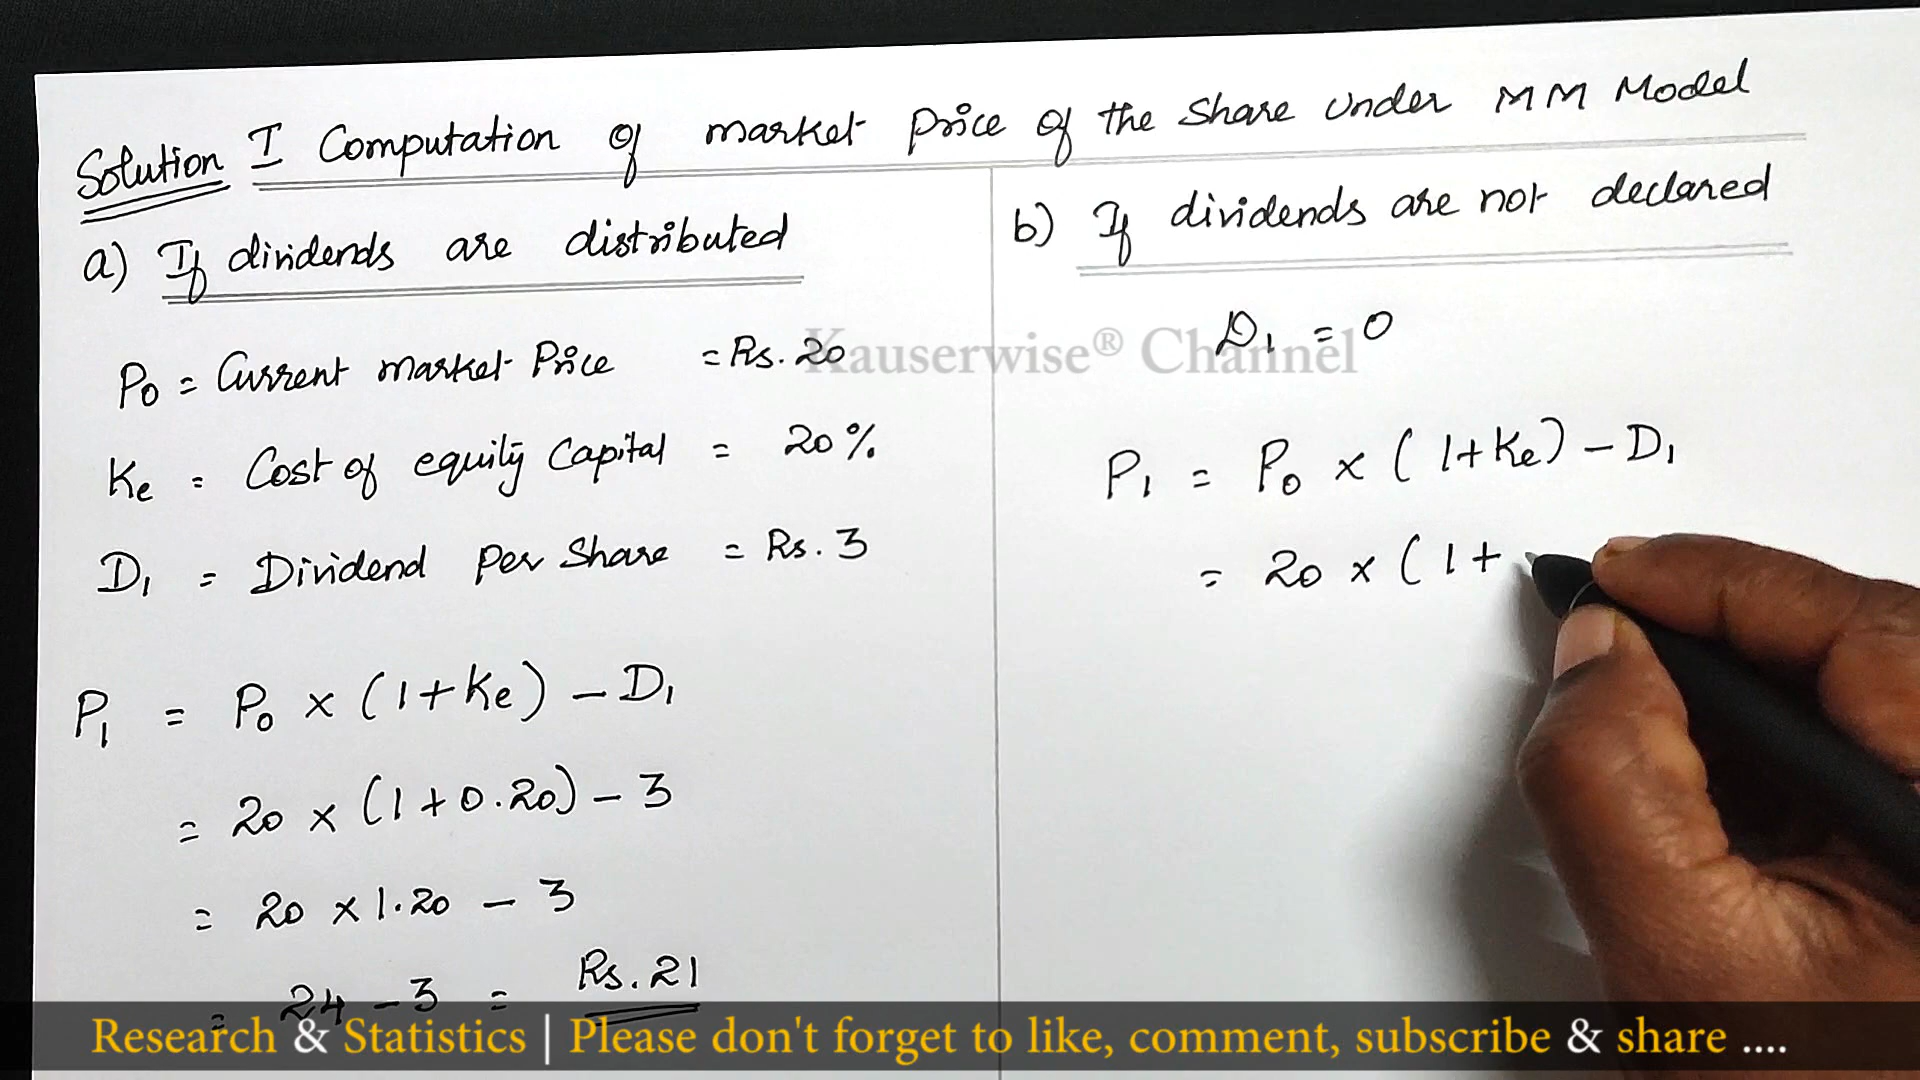 Solution I Computation of market Price of the Share under MM Model
a) If dividends are distributed
P0 = Current market Price = Rs. 20
Ke = Cost of equity Capital = 20%
D1 = Dividend Per Share = Rs. 3
P1 = P0 × (1+Ke) – D1
= 20 × (1+0.20) – 3
= 20 × 1.20 – 3
= 24 – 3 = Rs. 21
b) If dividends are not declared
D1 = 0
P1 = P0 × (1+Ke) – D1
= 20 × (1+
Kauserwise® Channel
Research & Statistics | Please don't forget to like, comment, subscribe & share ....